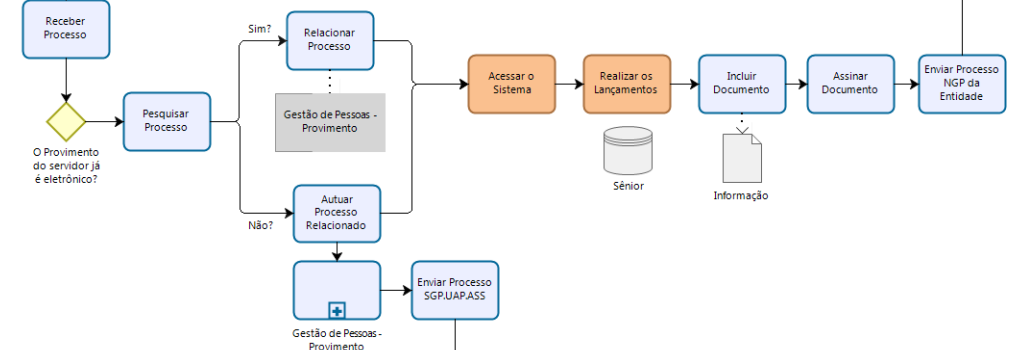 Receber
Processo
O Provimento
do servidor já
é eletrônico?
Pesquisar
Processo
Sim?
Relacionar
Processo
Gestão de Pessoas -
Provimento
Não?
Autuar
Processo
Relacionado
Gestão de Pessoas -
Provimento
Enviar Processo
SGP.UAP.ASS
Acessar o
Sistema
Realizar os
Lançamentos
Sênior
Incluir
Documento
Informação
Assinar
Documento
Enviar Processo
NGP da
Entidade